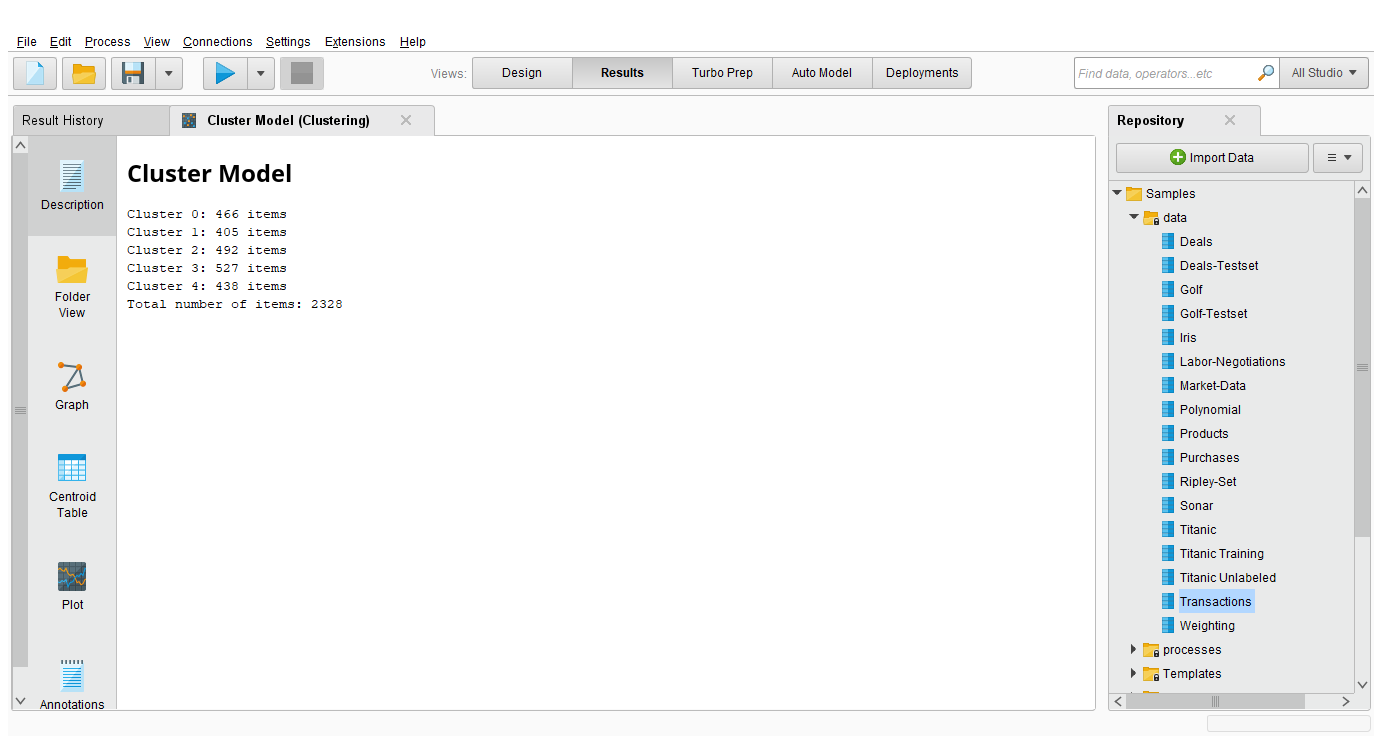 File Edit Process View Connections Settings Extensions Help
Views: Design Results Turbo Prep Auto Model Deployments
Find data, operators...etc
All Studio
Result History
Cluster Model (Clustering)
Description
Folder
View
Graph
Centroid
Table
Plot
Annotations
Cluster Model
Cluster 0: 466 items
Cluster 1: 405 items
Cluster 2: 492 items
Cluster 3: 527 items
Cluster 4: 438 items
Total number of items: 2328
Repository
Import Data
Samples
data
Deals
Deals-Testset
Golf
Golf-Testset
Iris
Labor-Negotiations
Market-Data
Polynomial
Products
Purchases
Ripley-Set
Sonar
Titanic
Titanic Training
Titanic Unlabeled
Transactions
Weighting
processes
Templates